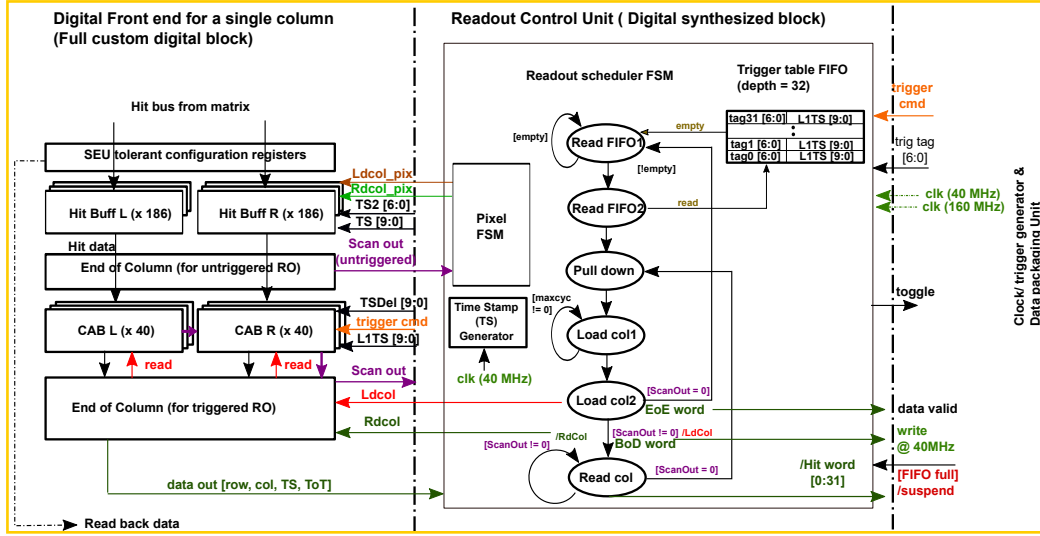 Digital Front end for a single column
(Full custom digital block)
Readout Control Unit ( Digital synthesized block)
Hit bus from matrix
SEU tolerant configuration registers
Hit Buff L (x 186)
Hit Buff R (x 186)
Hit data
End of Column (for untriggered RO)
CAB L (x 40)
CAB R (x 40)
read
read
End of Column (for triggered RO)
data out [row, col, TS, ToT]
Read back data
Ldcol_pix
Rdcol_pix
TS2 [6:0]
TS [9:0]
Scan out
(untriggered)
TSDel [9:0]
trigger cmd
L1TS [9:0]
Scan out
Ldcol
Rdcol
Pixel
FSM
Time Stamp
(TS)
Generator
clk (40 MHz)
Readout scheduler FSM
Trigger table FIFO
(depth = 32)
tag31 [6:0] L1TS [9:0]
:
tag1 [6:0] L1TS [9:0]
tag0 [6:0] L1TS [9:0]
empty
[empty]
Read FIFO1
[!empty]
Read FIFO2
read
Pull down
[maxcyc
!= 0]
Load col1
Load col2
[ScanOut = 0]
EoE word
[ScanOut != 0] /LdCol
BoD word
/RdCol
[ScanOut != 0]
Read col
[ScanOut = 0]
/Hit word
[0:31]
trigger
cmd
trig tag
[6:0]
clk (40 MHz)
clk (160 MHz)
toggle
data valid
write
@ 40MHz
[FIFO full]
/suspend
Clock/ trigger generator &
Data packaging Unit